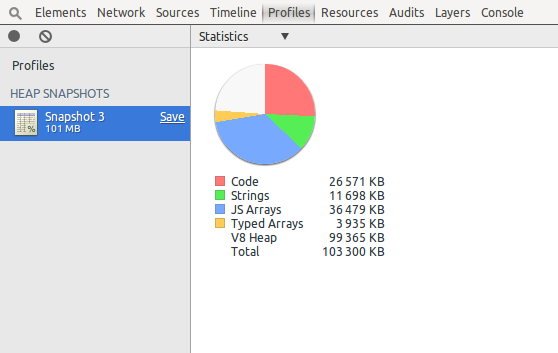 Elements Network Sources Timeline Profiles Resources Audits Layers Console
Statistics ▼
Profiles
HEAP SNAPSHOTS
Snapshot 3 Save
101 MB
%
Code 26 571 KB
Strings 11 698 KB
JS Arrays 36 479 KB
Typed Arrays 3 935 KB
V8 Heap 99 365 KB
Total 103 300 KB